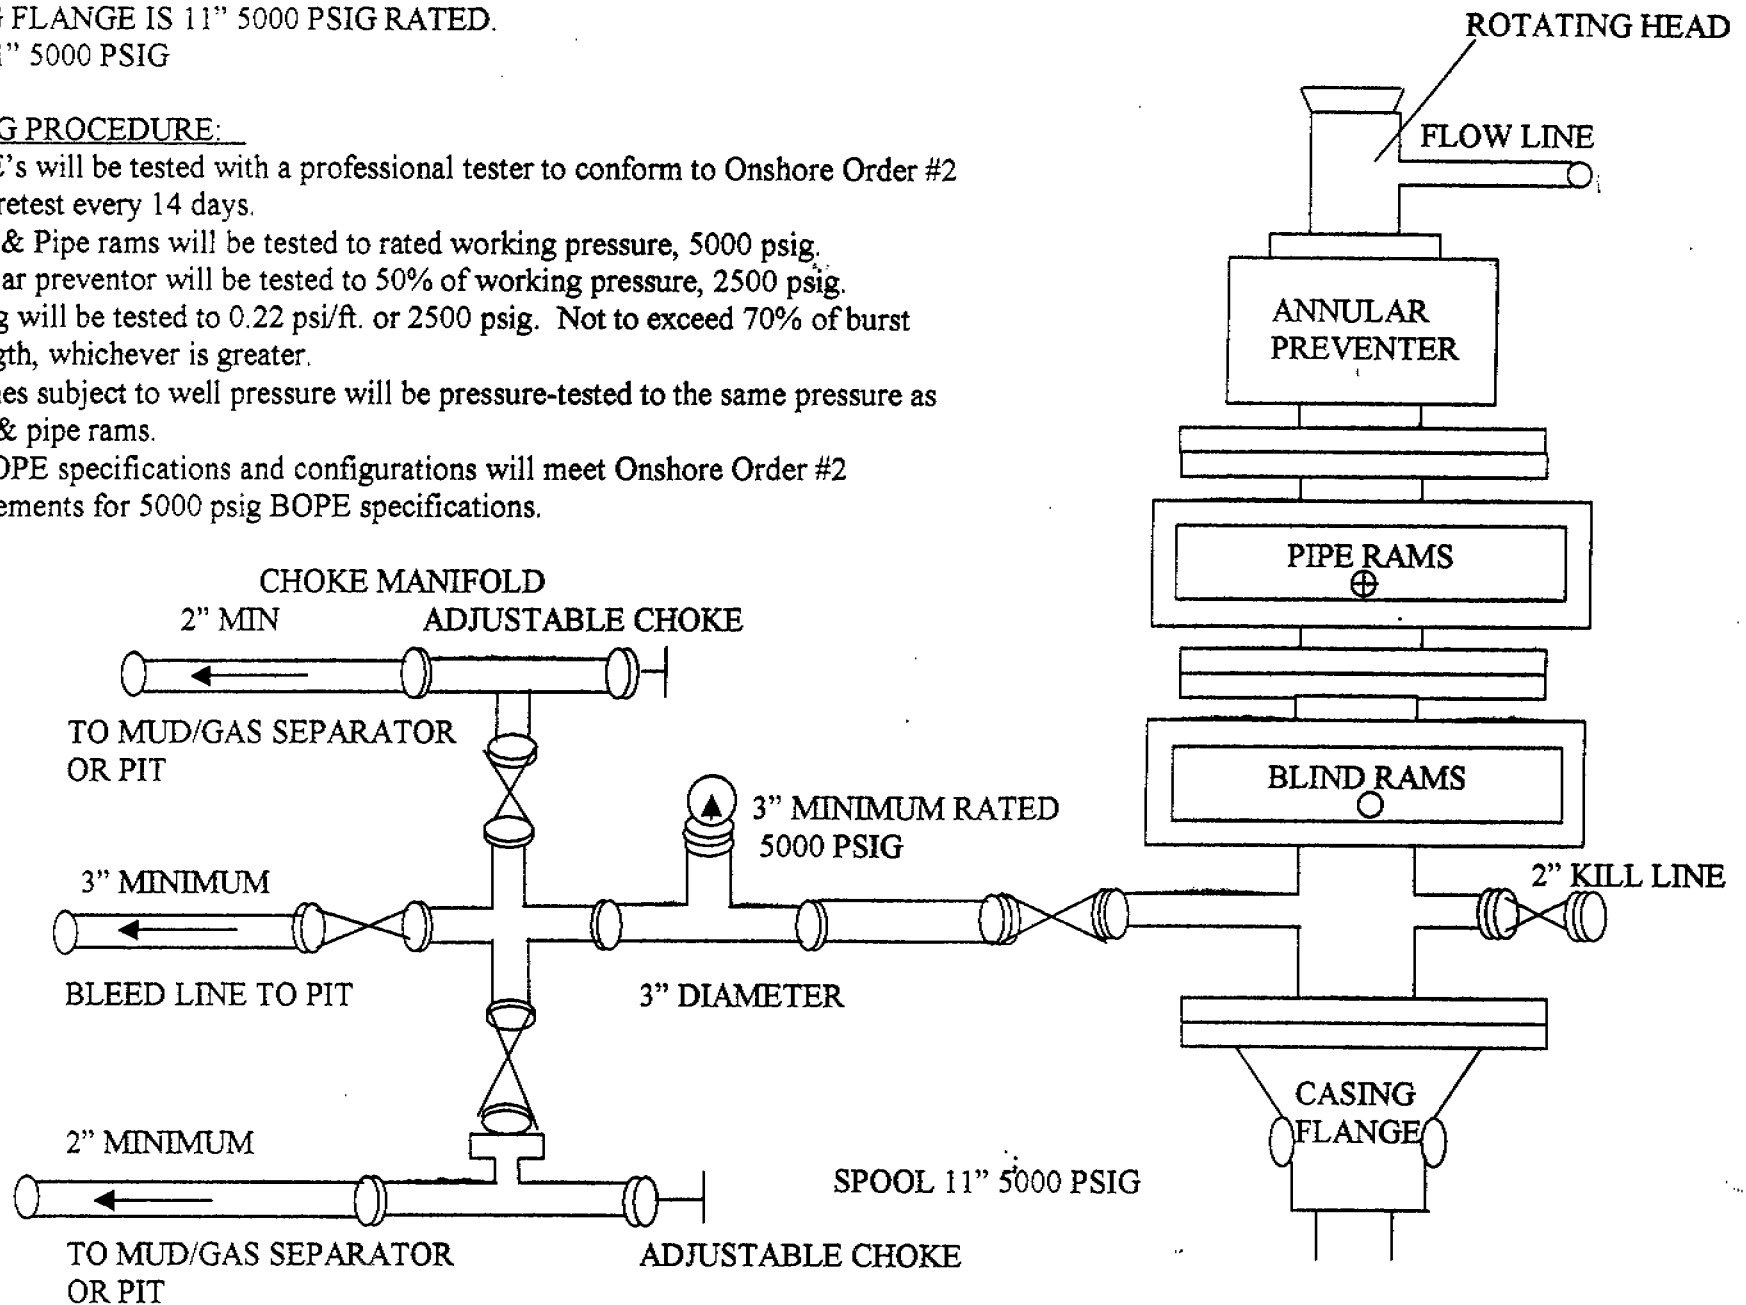 FLANGE IS 11” 5000 PSIG RATED.
” 5000 PSIG
G PROCEDURE:
E’s will be tested with a professional tester to conform to Onshore Order #2
retest every 14 days.
& Pipe rams will be tested to rated working pressure, 5000 psig.
ar preventor will be tested to 50% of working pressure, 2500 psig.
g will be tested to 0.22 psi/ft. or 2500 psig. Not to exceed 70% of burst
gth, whichever is greater.
es subject to well pressure will be pressure-tested to the same pressure as
& pipe rams.
OPE specifications and configurations will meet Onshore Order #2
ements for 5000 psig BOPE specifications.
ROTATING HEAD
FLOW LINE
ANNULAR
PREVENTER
PIPE RAMS
BLIND RAMS
2” KILL LINE
CASING
FLANGE
SPOOL 11” 5000 PSIG
CHOKE MANIFOLD
2” MIN
ADJUSTABLE CHOKE
TO MUD/GAS SEPARATOR
OR PIT
3” MINIMUM RATED
5000 PSIG
3” MINIMUM
BLEED LINE TO PIT
3” DIAMETER
2” MINIMUM
TO MUD/GAS SEPARATOR
OR PIT
ADJUSTABLE CHOKE